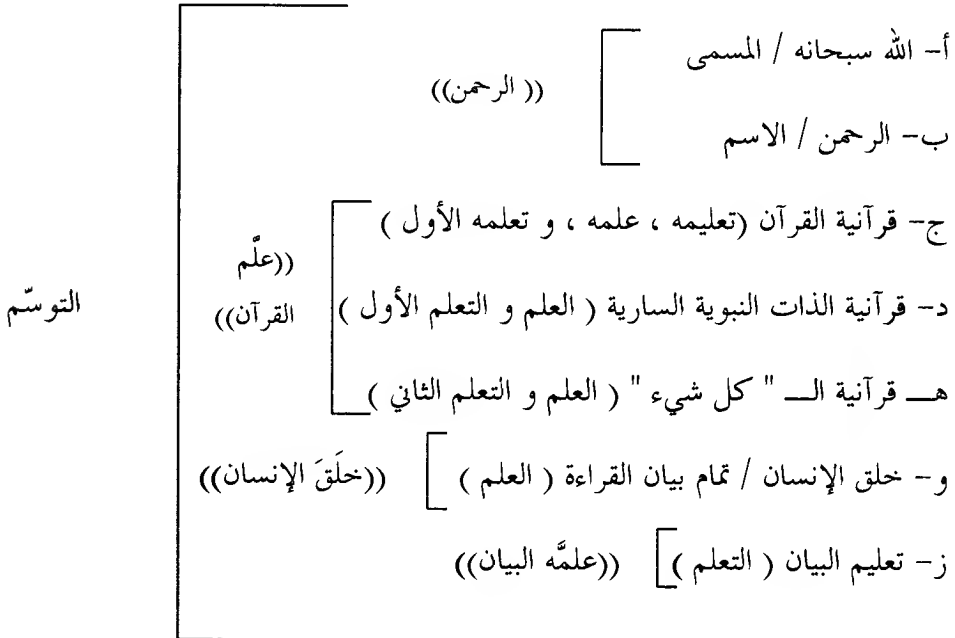 أ- الله سبحانه / المسمى
(( الرحمن))
ب- الرحمن / الاسم
ج- قرآنية القرآن (تعليمه ، علمه ، و تعلمه الأول )
((علَّم
القرآن))
د- قرآنية الذات النبوية السارية ( العلم و التعلم الأول )
هـ قرآنية الـ " كل شيء " ( العلم و التعلم الثاني )
و- خلق الإنسان / تمام بيان القراءة ( العلم ) ((خلَقَ الإنسان))
ز- تعليم البيان ( التعلم ) ((علمَّه البيان))
التوسّم